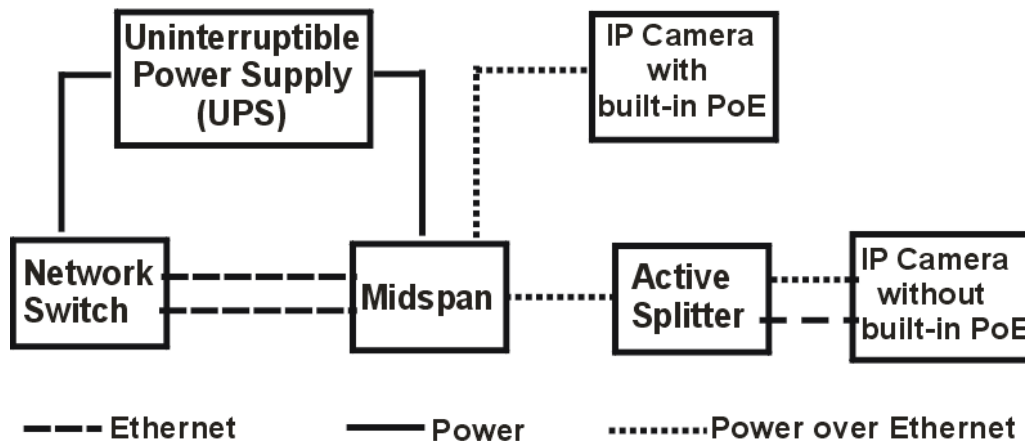 Uninterruptible
Power Supply
(UPS)
IP Camera
with
built-in PoE
Network
Switch
Midspan
Active
Splitter
IP Camera
without
built-in PoE
Ethernet
Power
Power over Ethernet